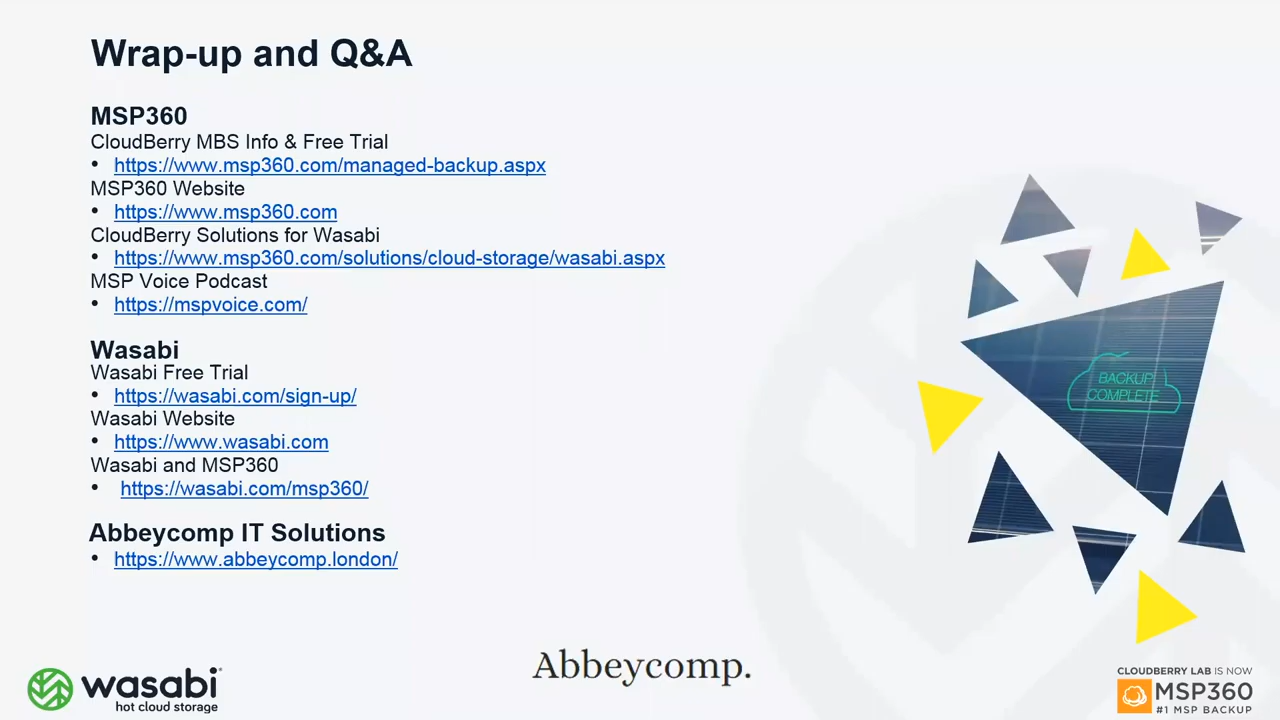 Wrap-up and Q&A
MSP360
CloudBerry MBS Info & Free Trial
• https://www.msp360.com/managed-backup.aspx
MSP360 Website
• https://www.msp360.com
CloudBerry Solutions for Wasabi
• https://www.msp360.com/solutions/cloud-storage/wasabi.aspx
MSP Voice Podcast
• https://mspvoice.com/
Wasabi
Wasabi Free Trial
• https://wasabi.com/sign-up/
Wasabi Website
• https://www.wasabi.com
Wasabi and MSP360
• https://wasabi.com/msp360/
Abbeycomp IT Solutions
• https://www.abbeycomp.london/
BACKUP
COMPLETE
wasabi
hot cloud storage
Abbeycomp.
CLOUDBERRY LAB IS NOW
MSP360
#1 MSP BACKUP